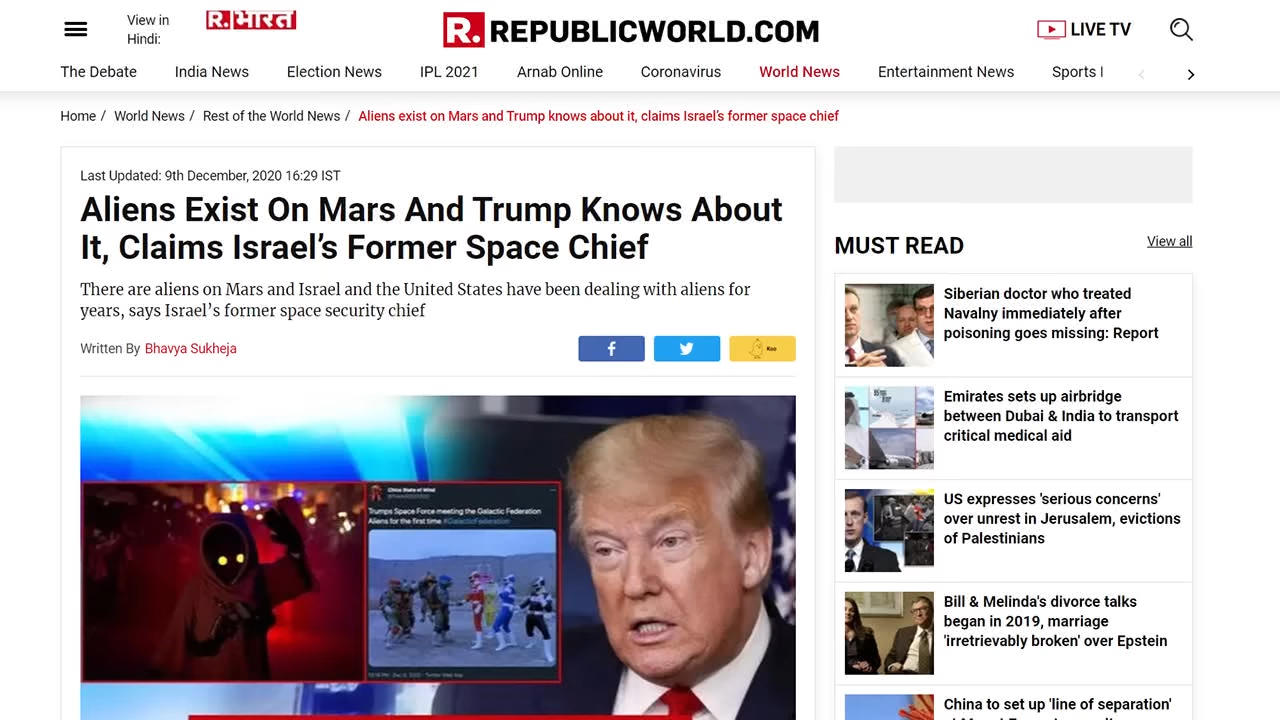 View in
Hindi:
R.भारत
R.REPUBLICWORLD.COM
LIVE TV
The Debate
India News
Election News
IPL 2021
Arnab Online
Coronavirus
World News
Entertainment News
Sports
Home / World News / Rest of the World News / Aliens exist on Mars and Trump knows about it, claims Israel’s former space chief
Last Updated: 9th December, 2020 16:29 IST
Aliens Exist On Mars And Trump Knows About
It, Claims Israel’s Former Space Chief
There are aliens on Mars and Israel and the United States have been dealing with aliens for
years, says Israel’s former space security chief
Written By Bhavya Sukheja
Koo
Trumps Space Force meeting the Galactic Federation
Aliens for the first time. #GalacticFederation
MUST READ
View all
Siberian doctor who treated
Navalny immediately after
poisoning goes missing: Report
Emirates sets up airbridge
between Dubai & India to transport
critical medical aid
US expresses 'serious concerns'
over unrest in Jerusalem, evictions
of Palestinians
Bill & Melinda's divorce talks
began in 2019, marriage
'irretrievably broken' over Epstein
China to set up 'line of separation'